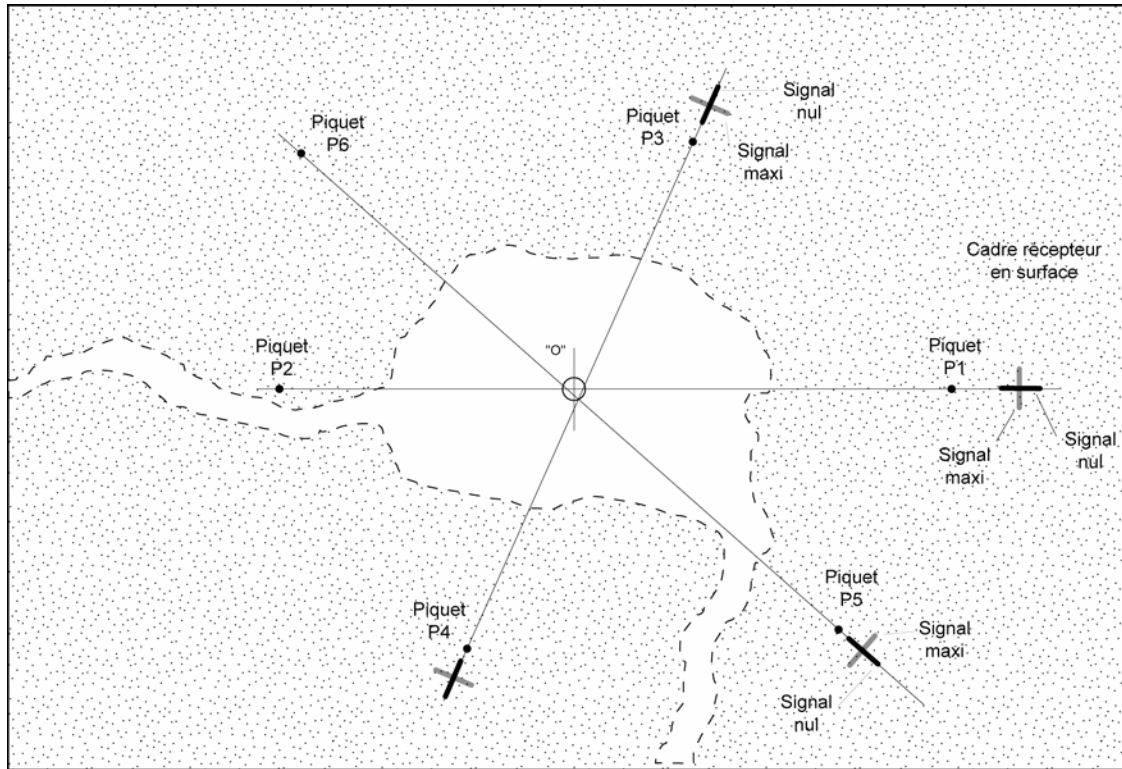 Piquet
P6
Piquet
P3
Signal
nul
Signal
maxi
Cadre récepteur
en surface
Piquet
P2
"O"
Piquet
P1
Signal
maxi
Signal
nul
Piquet
P4
Piquet
P5
Signal
maxi
Signal
nul